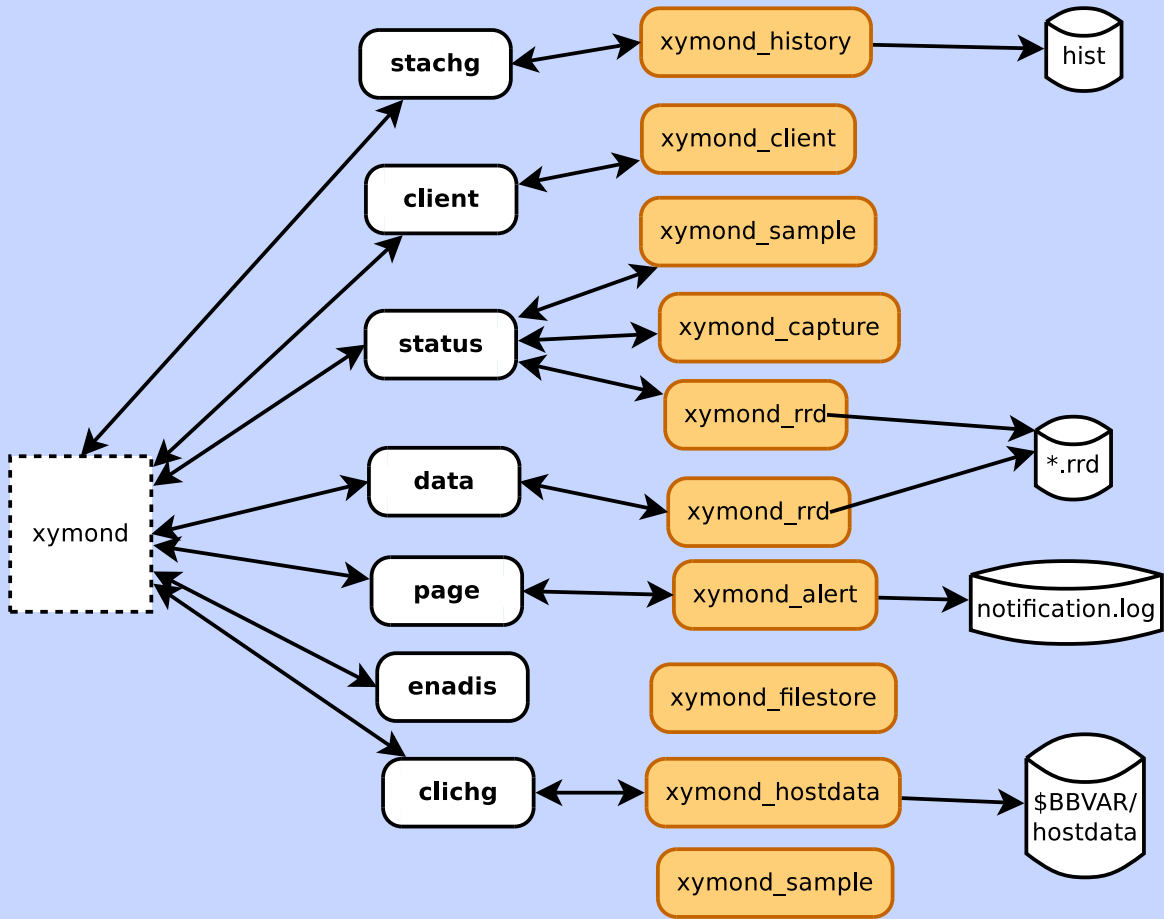 xymond_history
hist
stachg
xymond_client
client
xymond_sample
xymond_capture
status
xymond_rrd
*.rrd
data
xymond_rrd
xymond
page
xymond_alert
notification.log
enadis
xymond_filestore
clichg
xymond_hostdata
$BBVAR/
hostdata
xymond_sample